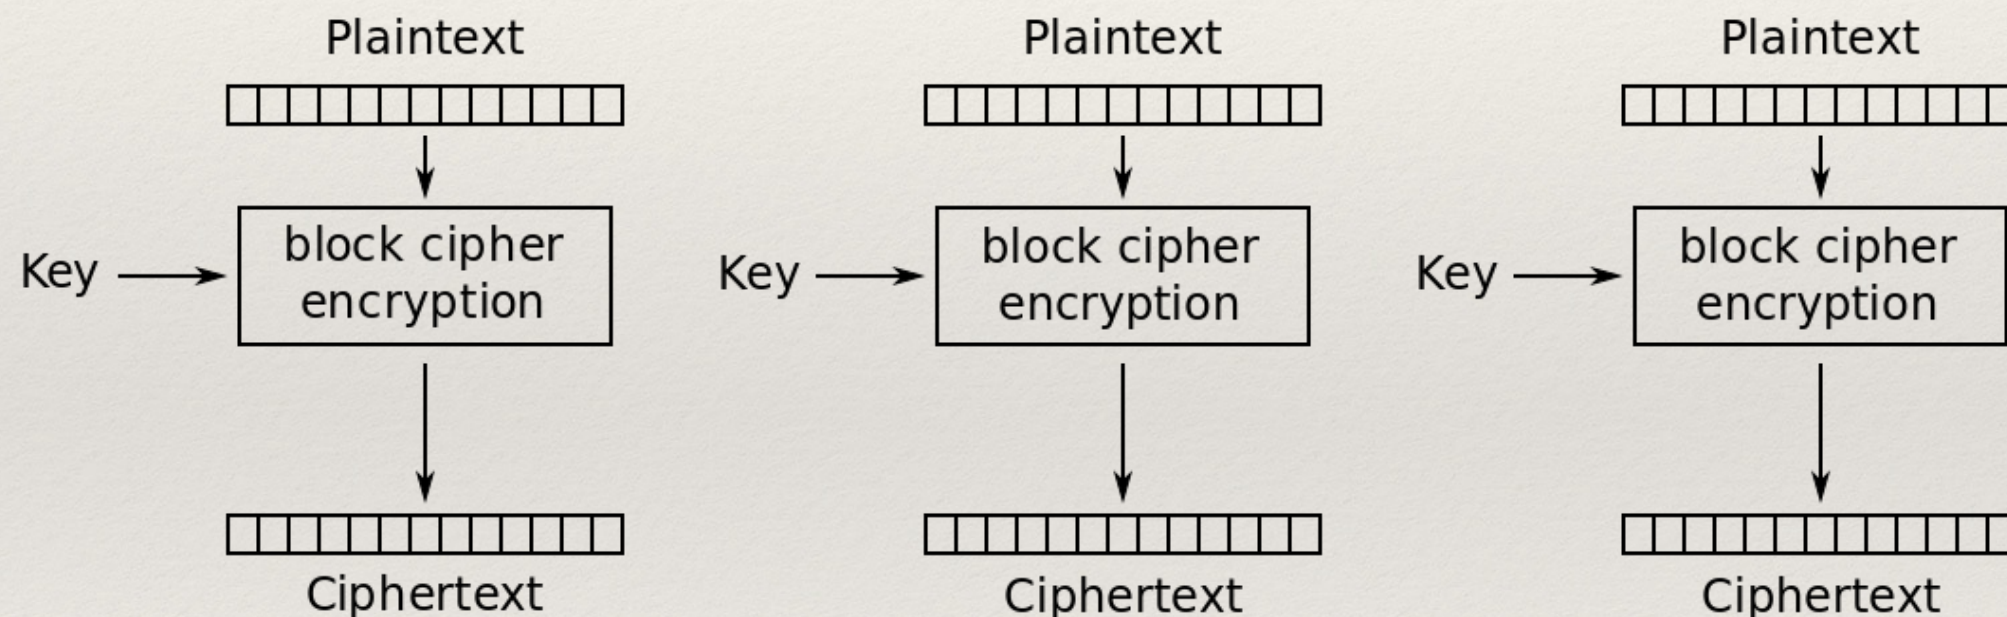 Plaintext
Plaintext
Plaintext
Key
block cipher
encryption
Key
block cipher
encryption
Key
block cipher
encryption
Ciphertext
Ciphertext
Ciphertext